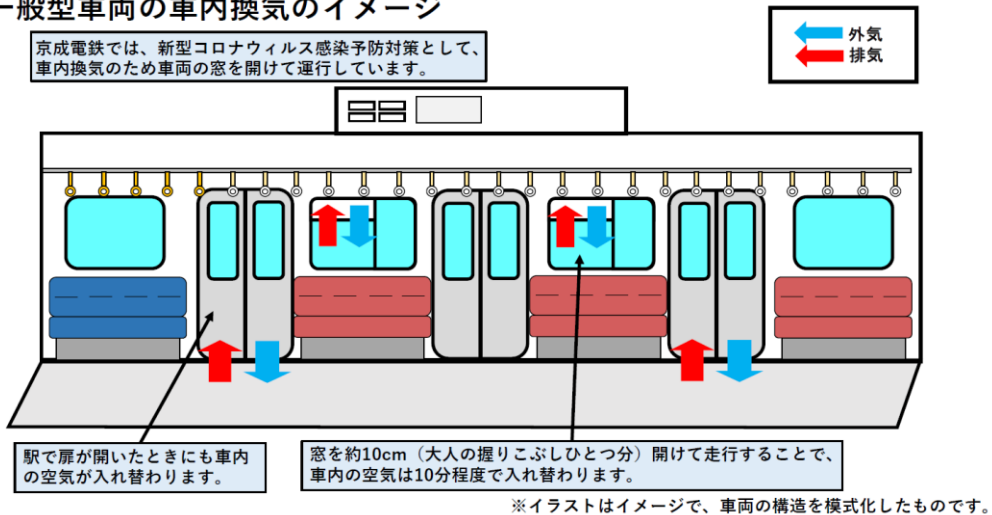 一般型車両の車内換気のイメージ
京成電鉄では、新型コロナウィルス感染予防対策として、
車内換気のため車両の窓を開けて運行しています。
外気
排気
駅で扉が開いたときにも車内
の空気が入れ替わります。
窓を約10cm（大人の握りこぶしひとつ分）開けて走行することで、
車内の空気は10分程度で入れ替わります。
※イラストはイメージで、車両の構造を模式化したものです。